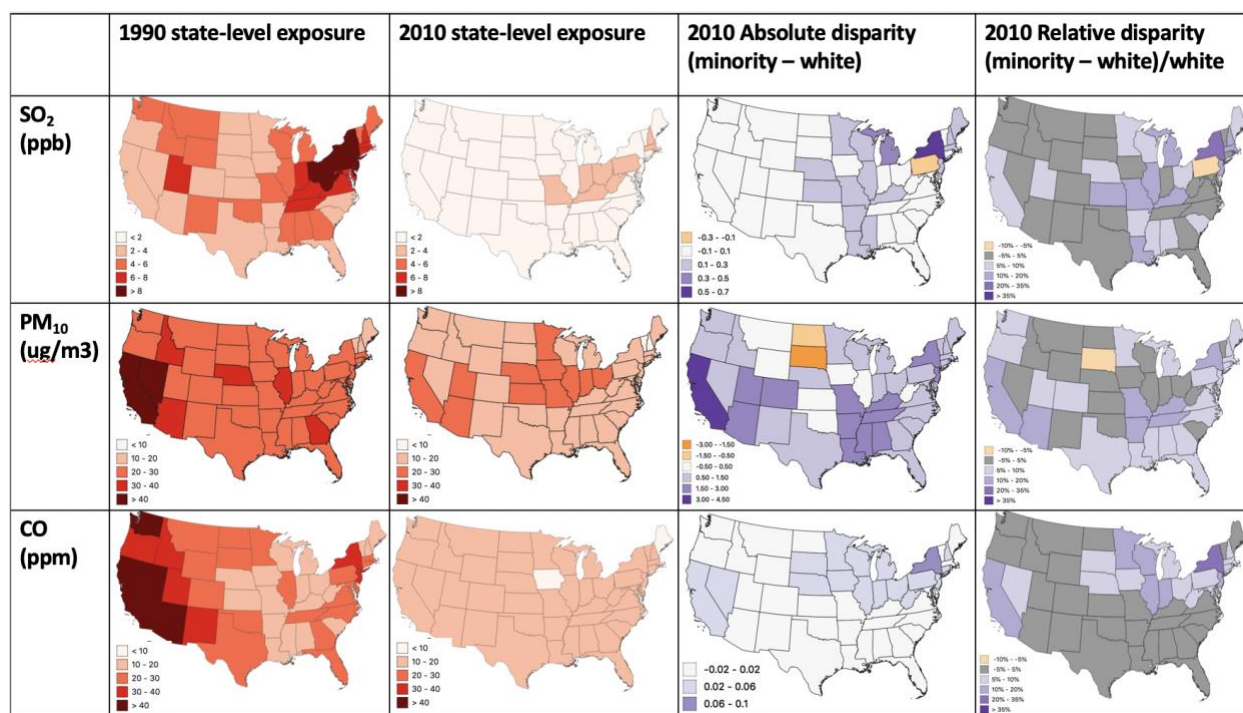 1990 state-level exposure
2010 state-level exposure
2010 Absolute disparity
(minority – white)
2010 Relative disparity
(minority – white)/white
SO2
(ppb)
< 2
2 - 4
4 - 6
6 - 8
> 8
< 2
2 - 4
4 - 6
6 - 8
> 8
-0.3 - -0.1
-0.1 - 0.1
0.1 - 0.3
0.3 - 0.5
0.5 - 0.7
-10% - -5%
-5% - 5%
5% - 10%
10% - 20%
20% - 35%
> 35%
PM10
(ug/m3)
< 10
10 - 20
20 - 30
30 - 40
> 40
< 10
10 - 20
20 - 30
30 - 40
> 40
-3.00 - -1.50
-1.50 - -0.50
-0.50 - 0.50
0.50 - 1.50
1.50 - 3.00
3.00 - 4.50
-10% - -5%
-5% - 5%
5% - 10%
10% - 20%
20% - 35%
> 35%
CO
(ppm)
< 10
10 - 20
20 - 30
30 - 40
> 40
< 10
10 - 20
20 - 30
30 - 40
> 40
-0.02 - 0.02
0.02 - 0.06
0.06 - 0.1
-10% - -5%
-5% - 5%
5% - 10%
10% - 20%
20% - 35%
> 35%